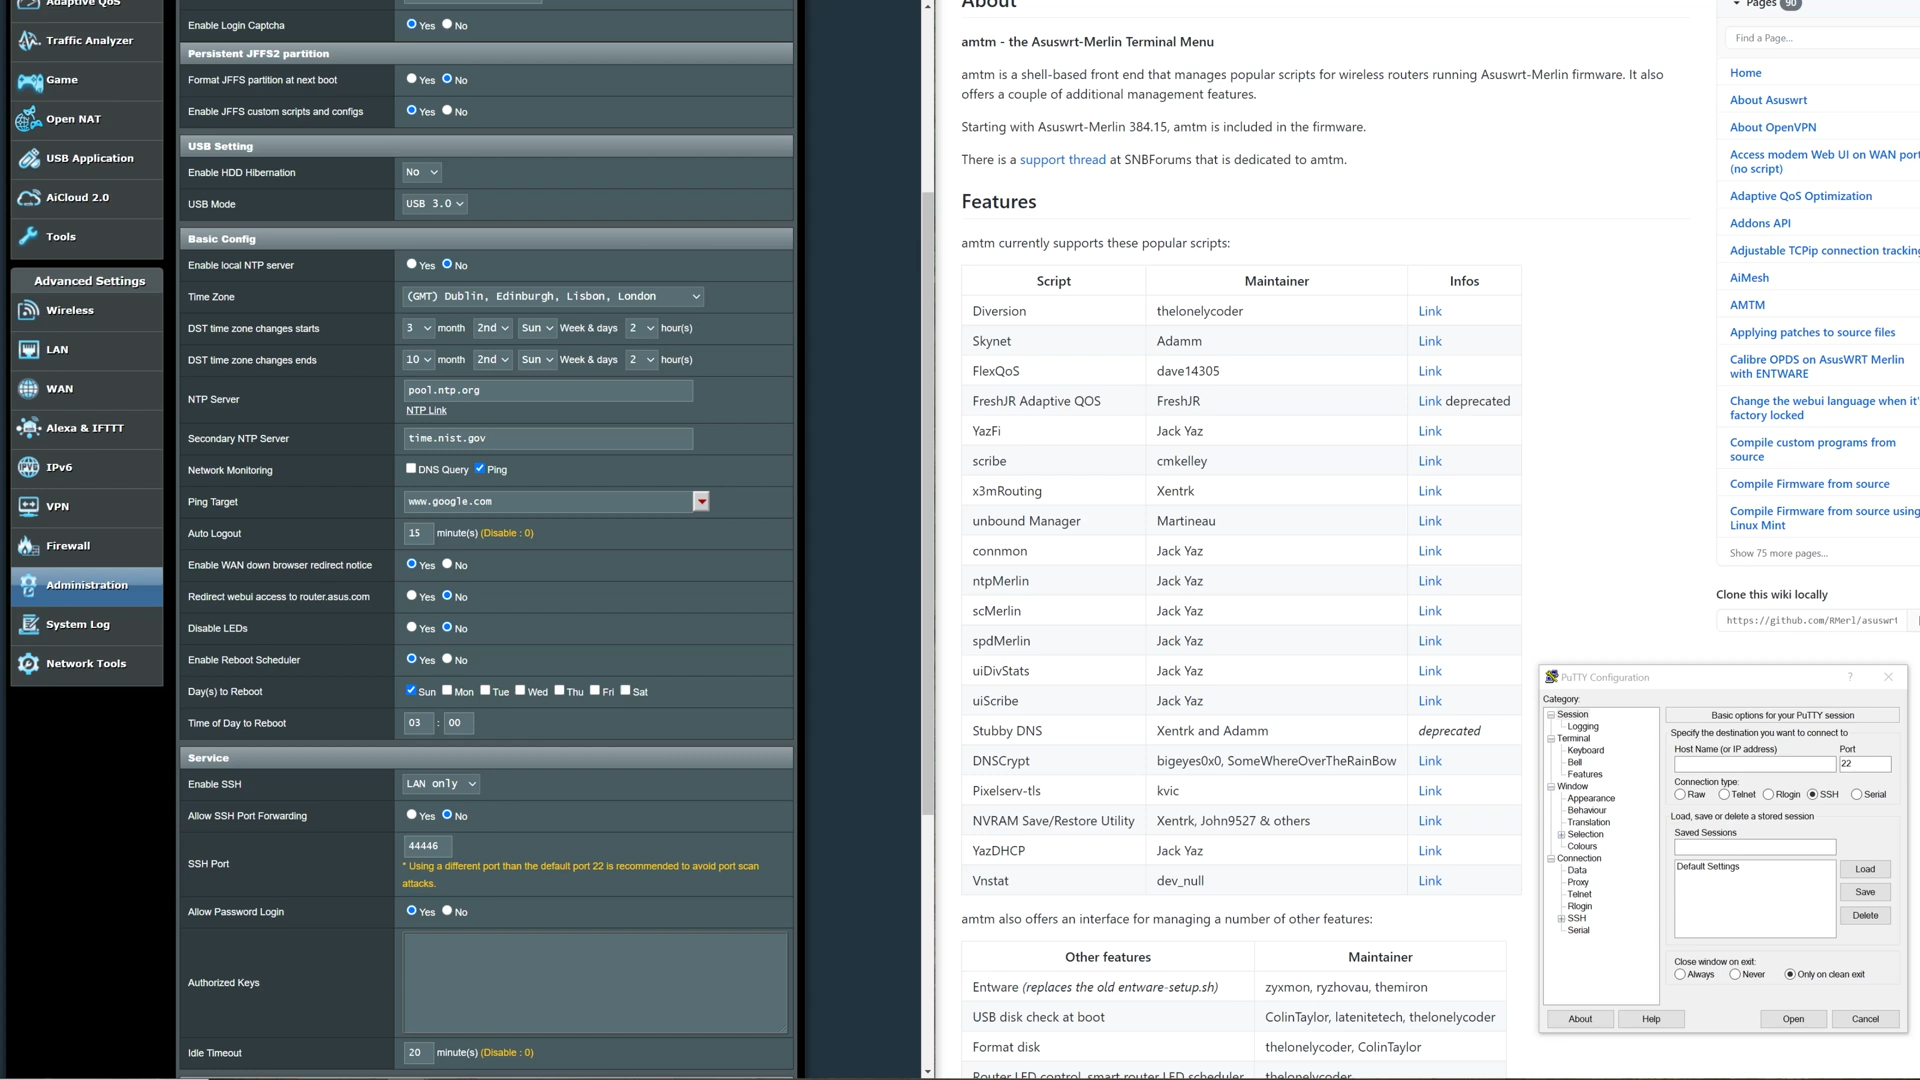 Adaptive QoS
Traffic Analyzer
Game
Open NAT
USB Application
AiCloud 2.0
Tools
Advanced Settings
Wireless
LAN
WAN
Alexa & IFTTT
IPv6
VPN
Firewall
Administration
System Log
Network Tools
Enable Login Captcha Yes No
Persistent JFFS2 partition
Format JFFS partition at next boot Yes No
Enable JFFS custom scripts and configs Yes No
USB Setting
Enable HDD Hibernation No
USB Mode USB 3.0
Basic Config
Enable local NTP server Yes No
Time Zone (GMT) Dublin, Edinburgh, Lisbon, London
DST time zone changes starts 3 month 2nd Sun Week & days 2 hour(s)
DST time zone changes ends 10 month 2nd Sun Week & days 2 hour(s)
NTP Server pool.ntp.org
NTP Link
Secondary NTP Server time.nist.gov
Network Monitoring DNS Query Ping
Ping Target www.google.com
Auto Logout 15 minute(s) (Disable : 0)
Enable WAN down browser redirect notice Yes No
Redirect webui access to router.asus.com Yes No
Disable LEDs Yes No
Enable Reboot Scheduler Yes No
Day(s) to Reboot Sun Mon Tue Wed Thu Fri Sat
Time of Day to Reboot 03 : 00
Service
Enable SSH LAN only
Allow SSH Port Forwarding Yes No
SSH Port 44446
* Using a different port than the default port 22 is recommended to avoid port scan
attacks.
Allow Password Login Yes No
Authorized Keys
Idle Timeout 20 minute(s) (Disable : 0)
About
amtm - the Asuswrt-Merlin Terminal Menu
amtm is a shell-based front end that manages popular scripts for wireless routers running Asuswrt-Merlin firmware. It also
offers a couple of additional management features.
Starting with Asuswrt-Merlin 384.15, amtm is included in the firmware.
There is a support thread at SNBForums that is dedicated to amtm.
Features
amtm currently supports these popular scripts:
Script Maintainer Infos
Diversion thelonelycoder Link
Skynet Adamm Link
FlexQoS dave14305 Link
FreshJR Adaptive QOS FreshJR Link deprecated
YazFi Jack Yaz Link
scribe cmkelley Link
x3mRouting Xentrk Link
unbound Manager Martineau Link
connmon Jack Yaz Link
ntpMerlin Jack Yaz Link
scMerlin Jack Yaz Link
spdMerlin Jack Yaz Link
uiDivStats Jack Yaz Link
uiScribe Jack Yaz Link
Stubby DNS Xentrk and Adamm deprecated
DNSCrypt bigeyes0x0, SomeWhereOverTheRainBow Link
Pixelserv-tls kvic Link
NVRAM Save/Restore Utility Xentrk, John9527 & others Link
YazDHCP Jack Yaz Link
Vnstat dev_null Link
amtm also offers an interface for managing a number of other features:
Other features Maintainer
Entware (replaces the old entware-setup.sh) zyxmon, ryzhovau, themiron
USB disk check at boot ColinTaylor, latenitetech, thelonelycoder
Format disk thelonelycoder, ColinTaylor
Router LED control, smart router LED scheduler thelonelycoder
Pages 90
Find a Page...
Home
About Asuswrt
About OpenVPN
Access modem Web UI on WAN port
(no script)
Adaptive QoS Optimization
Addons API
Adjustable TCPip connection tracking
AiMesh
AMTM
Applying patches to source files
Calibre OPDS on AsusWRT Merlin
with ENTWARE
Change the webui language when it's
factory locked
Compile custom programs from
source
Compile Firmware from source
Compile Firmware from source using
Linux Mint
Show 75 more pages...
Clone this wiki locally
https://github.com/RMerl/asuswrt
PuTTY Configuration ?
Category:
Session
Logging
Terminal
Keyboard
Bell
Features
Window
Appearance
Behaviour
Translation
Selection
Colours
Connection
Data
Proxy
Telnet
Rlogin
SSH
Serial
Basic options for your PuTTY session
Specify the destination you want to connect to
Host Name (or IP address) Port
22
Connection type:
Raw Telnet Rlogin SSH Serial
Load, save or delete a stored session
Saved Sessions
Default Settings
Load
Save
Delete
Close window on exit:
Always Never Only on clean exit
About Help Open Cancel